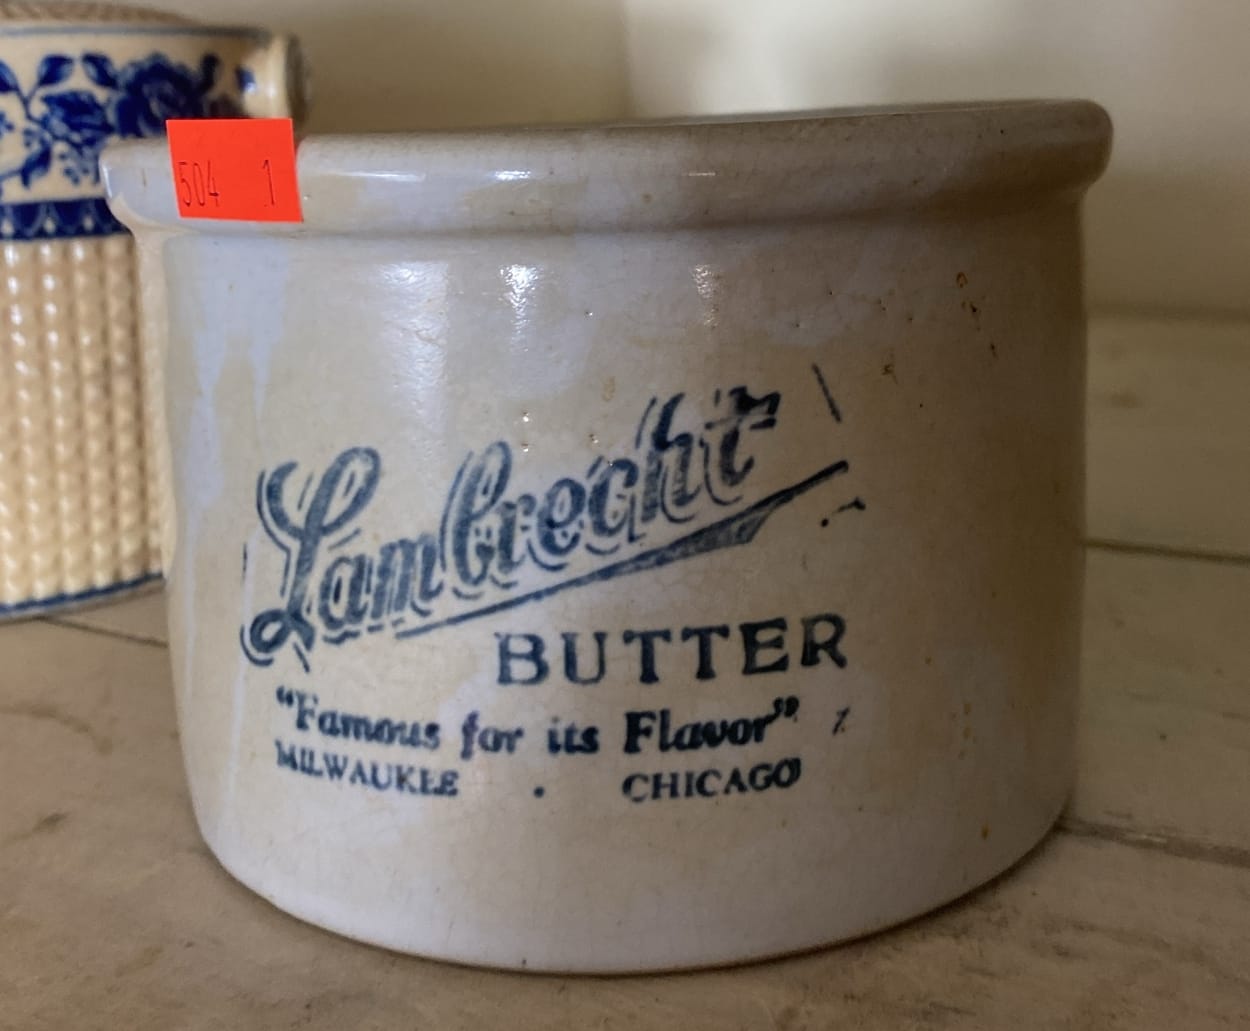 504 1
Lambrecht
BUTTER
“Famous for its Flavor”
MILWAUKEE . CHICAGO